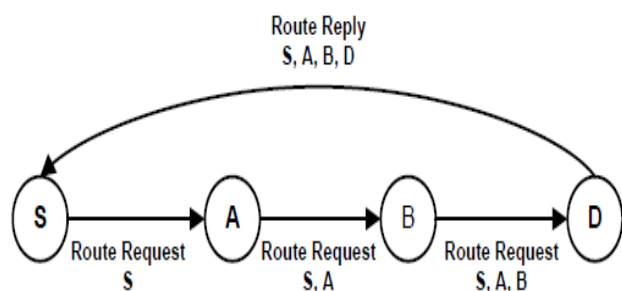 Route Reply
S, A, B, D
S
A
B
D
Route Request
S
Route Request
S, A
Route Request
S, A, B